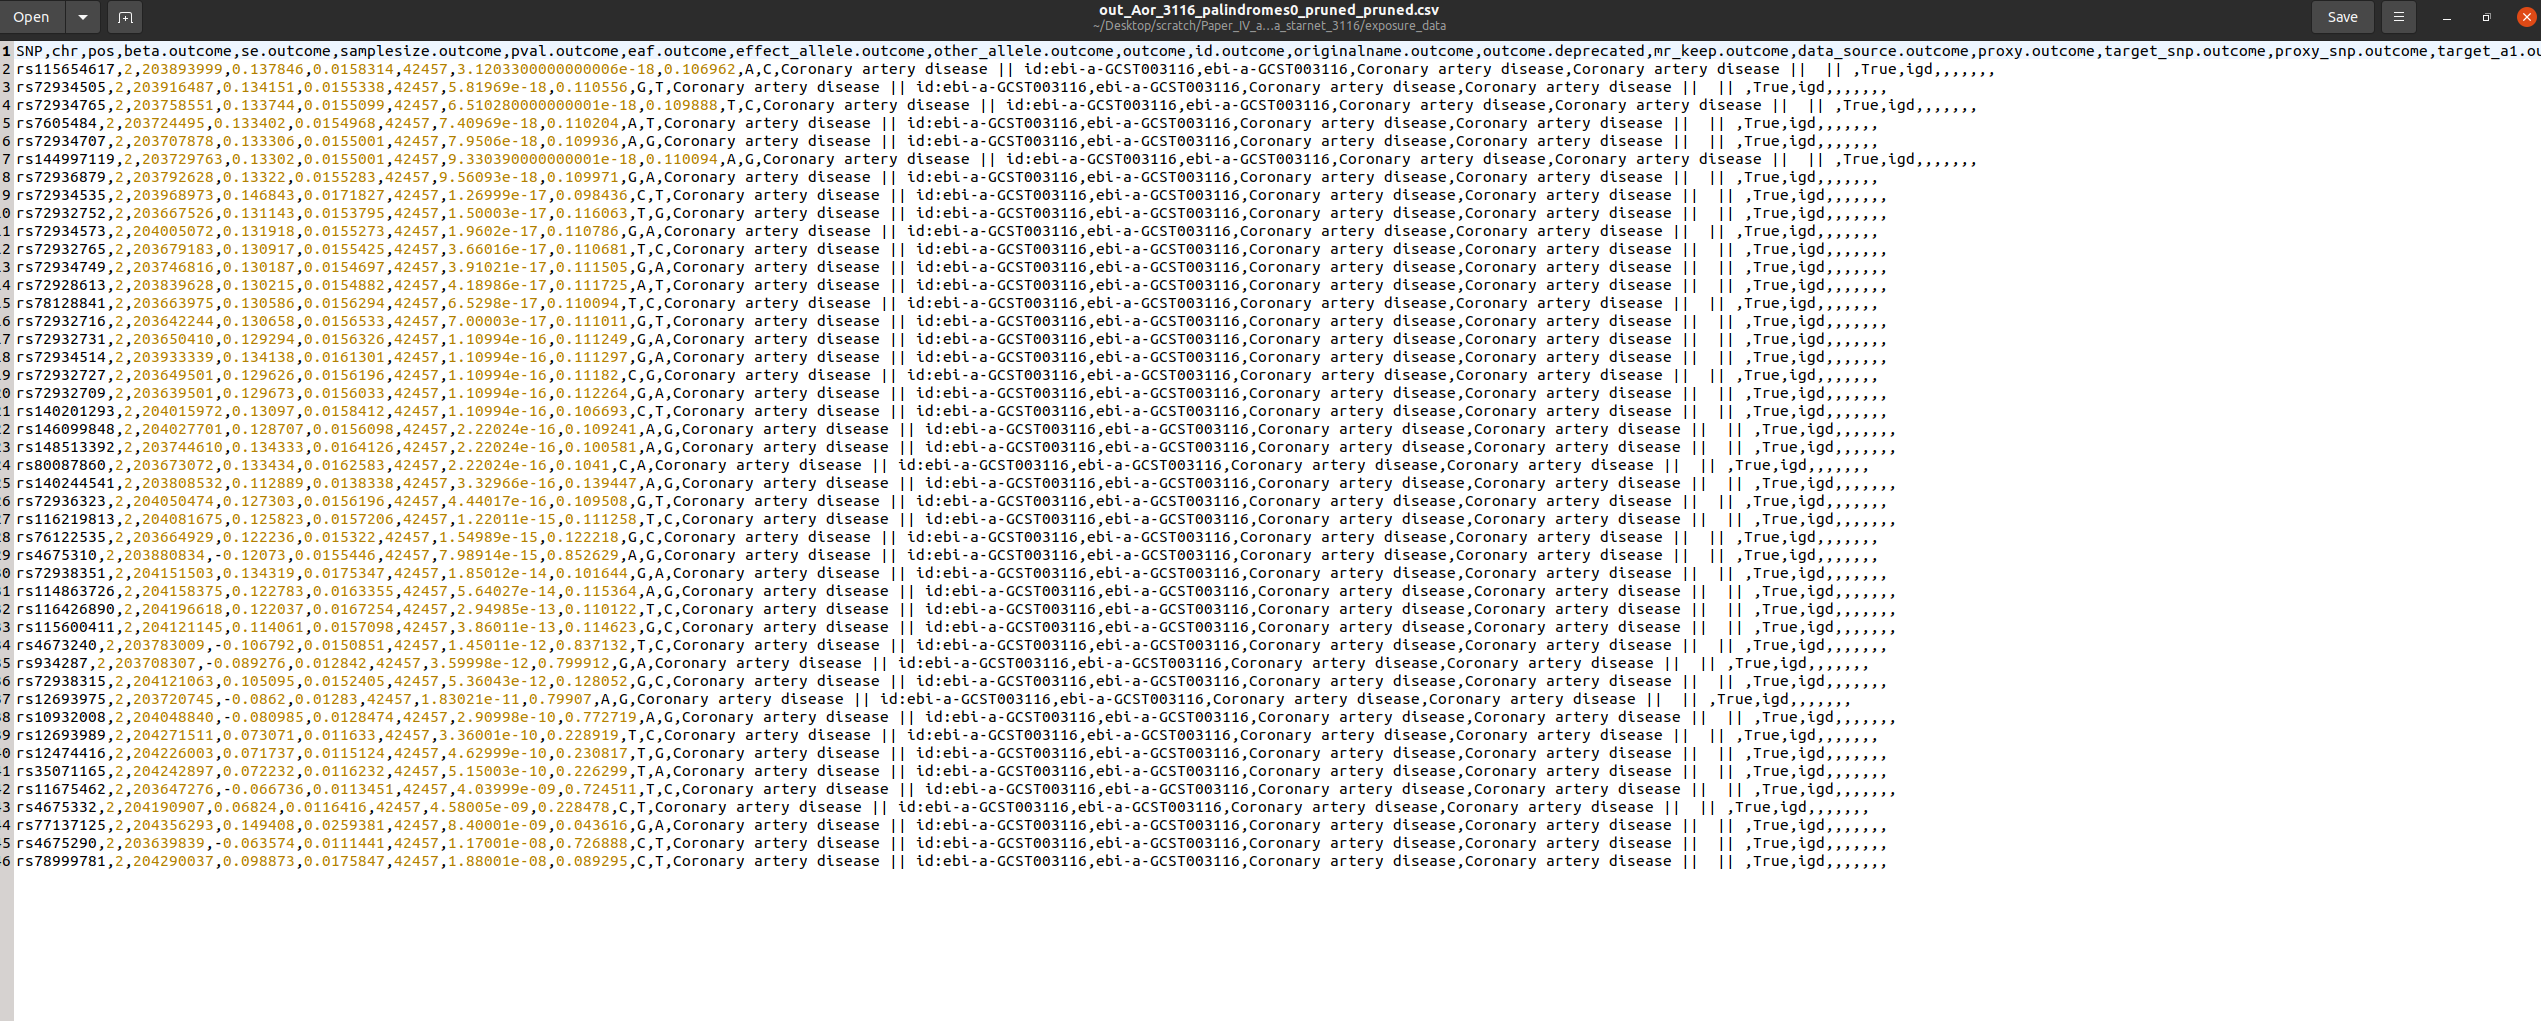 Open
out_Aor_3116_palindromes0_pruned_pruned.csv
~/Desktop/scratch/Paper_IV_a...a_starnet_3116/exposure_data
Save
1 SNP,chr,pos,beta.outcome,se.outcome,samplesize.outcome,pval.outcome,eaf.outcome,effect_allele.outcome,other_allele.outcome,outcome,id.outcome,originalname.outcome,outcome.deprecated,mr_keep.outcome,data_source.outcome,proxy.outcome,target_snp.outcome,proxy_snp.outcome,target_a1.ou
2 rs115654617,2,203893999,0.137846,0.0158314,42457,3.1203300000000006e-18,0.106962,A,C,Coronary artery disease || id:ebi-a-GCST003116,ebi-a-GCST003116,Coronary artery disease,Coronary artery disease ||  || ,True,igd,,,,,,,
3 rs72934505,2,203916487,0.134151,0.0155338,42457,5.81969e-18,0.110556,G,T,Coronary artery disease || id:ebi-a-GCST003116,ebi-a-GCST003116,Coronary artery disease,Coronary artery disease ||  || ,True,igd,,,,,,,
4 rs72934765,2,203758551,0.133744,0.0155099,42457,6.510280000000001e-18,0.109888,T,C,Coronary artery disease || id:ebi-a-GCST003116,ebi-a-GCST003116,Coronary artery disease,Coronary artery disease ||  || ,True,igd,,,,,,,
5 rs7605484,2,203724495,0.133402,0.0154968,42457,7.40969e-18,0.110204,A,T,Coronary artery disease || id:ebi-a-GCST003116,ebi-a-GCST003116,Coronary artery disease,Coronary artery disease ||  || ,True,igd,,,,,,,
6 rs72934707,2,203707878,0.133306,0.0155001,42457,7.9506e-18,0.109936,A,G,Coronary artery disease || id:ebi-a-GCST003116,ebi-a-GCST003116,Coronary artery disease,Coronary artery disease ||  || ,True,igd,,,,,,,
7 rs144997119,2,203729763,0.13302,0.0155001,42457,9.330390000000001e-18,0.110094,A,G,Coronary artery disease || id:ebi-a-GCST003116,ebi-a-GCST003116,Coronary artery disease,Coronary artery disease ||  || ,True,igd,,,,,,,
8 rs72936879,2,203792628,0.13322,0.0155283,42457,9.56093e-18,0.109971,G,A,Coronary artery disease || id:ebi-a-GCST003116,ebi-a-GCST003116,Coronary artery disease,Coronary artery disease ||  || ,True,igd,,,,,,,
9 rs72934535,2,203968973,0.146843,0.0171827,42457,1.26999e-17,0.098436,C,T,Coronary artery disease || id:ebi-a-GCST003116,ebi-a-GCST003116,Coronary artery disease,Coronary artery disease ||  || ,True,igd,,,,,,,
0 rs72932752,2,203667526,0.131143,0.0153795,42457,1.50003e-17,0.116063,T,G,Coronary artery disease || id:ebi-a-GCST003116,ebi-a-GCST003116,Coronary artery disease,Coronary artery disease ||  || ,True,igd,,,,,,,
1 rs72934573,2,204005072,0.131918,0.0155273,42457,1.9602e-17,0.110786,G,A,Coronary artery disease || id:ebi-a-GCST003116,ebi-a-GCST003116,Coronary artery disease,Coronary artery disease ||  || ,True,igd,,,,,,,
2 rs72932765,2,203679183,0.130917,0.0155425,42457,3.66016e-17,0.110681,T,C,Coronary artery disease || id:ebi-a-GCST003116,ebi-a-GCST003116,Coronary artery disease,Coronary artery disease ||  || ,True,igd,,,,,,,
3 rs72934749,2,203746816,0.130187,0.0154697,42457,3.91021e-17,0.111505,G,A,Coronary artery disease || id:ebi-a-GCST003116,ebi-a-GCST003116,Coronary artery disease,Coronary artery disease ||  || ,True,igd,,,,,,,
4 rs72928613,2,203839628,0.130215,0.0154882,42457,4.18986e-17,0.111725,A,T,Coronary artery disease || id:ebi-a-GCST003116,ebi-a-GCST003116,Coronary artery disease,Coronary artery disease ||  || ,True,igd,,,,,,,
5 rs78128841,2,203663975,0.130586,0.0156294,42457,6.5298e-17,0.110094,T,C,Coronary artery disease || id:ebi-a-GCST003116,ebi-a-GCST003116,Coronary artery disease,Coronary artery disease ||  || ,True,igd,,,,,,,
6 rs72932716,2,203642244,0.130658,0.0156533,42457,7.00003e-17,0.111011,G,T,Coronary artery disease || id:ebi-a-GCST003116,ebi-a-GCST003116,Coronary artery disease,Coronary artery disease ||  || ,True,igd,,,,,,,
7 rs72932731,2,203650410,0.129294,0.0156326,42457,1.10994e-16,0.111249,G,A,Coronary artery disease || id:ebi-a-GCST003116,ebi-a-GCST003116,Coronary artery disease,Coronary artery disease ||  || ,True,igd,,,,,,,
8 rs72934514,2,203933339,0.134138,0.0161301,42457,1.10994e-16,0.111297,G,A,Coronary artery disease || id:ebi-a-GCST003116,ebi-a-GCST003116,Coronary artery disease,Coronary artery disease ||  || ,True,igd,,,,,,,
9 rs72932727,2,203649501,0.129626,0.0156196,42457,1.10994e-16,0.11182,C,G,Coronary artery disease || id:ebi-a-GCST003116,ebi-a-GCST003116,Coronary artery disease,Coronary artery disease ||  || ,True,igd,,,,,,,
0 rs72932709,2,203639501,0.129673,0.0156033,42457,1.10994e-16,0.112264,G,A,Coronary artery disease || id:ebi-a-GCST003116,ebi-a-GCST003116,Coronary artery disease,Coronary artery disease ||  || ,True,igd,,,,,,,
1 rs140201293,2,204015972,0.13097,0.0158412,42457,1.10994e-16,0.106693,C,T,Coronary artery disease || id:ebi-a-GCST003116,ebi-a-GCST003116,Coronary artery disease,Coronary artery disease ||  || ,True,igd,,,,,,,
2 rs146099848,2,204027701,0.128707,0.0156098,42457,2.22024e-16,0.109241,A,G,Coronary artery disease || id:ebi-a-GCST003116,ebi-a-GCST003116,Coronary artery disease,Coronary artery disease ||  || ,True,igd,,,,,,,
3 rs148513392,2,203744610,0.134333,0.0164126,42457,2.22024e-16,0.100581,A,G,Coronary artery disease || id:ebi-a-GCST003116,ebi-a-GCST003116,Coronary artery disease,Coronary artery disease ||  || ,True,igd,,,,,,,
4 rs80087860,2,203673072,0.133434,0.0162583,42457,2.22024e-16,0.1041,C,A,Coronary artery disease || id:ebi-a-GCST003116,ebi-a-GCST003116,Coronary artery disease,Coronary artery disease ||  || ,True,igd,,,,,,,
5 rs140244541,2,203808532,0.112889,0.0138338,42457,3.32966e-16,0.139447,A,G,Coronary artery disease || id:ebi-a-GCST003116,ebi-a-GCST003116,Coronary artery disease,Coronary artery disease ||  || ,True,igd,,,,,,,
6 rs72936323,2,204050474,0.127303,0.0156196,42457,4.44017e-16,0.109508,G,T,Coronary artery disease || id:ebi-a-GCST003116,ebi-a-GCST003116,Coronary artery disease,Coronary artery disease ||  || ,True,igd,,,,,,,
7 rs116219813,2,204081675,0.125823,0.0157206,42457,1.22011e-15,0.111258,T,C,Coronary artery disease || id:ebi-a-GCST003116,ebi-a-GCST003116,Coronary artery disease,Coronary artery disease ||  || ,True,igd,,,,,,,
8 rs76122535,2,203664929,0.122236,0.015322,42457,1.54989e-15,0.122218,G,C,Coronary artery disease || id:ebi-a-GCST003116,ebi-a-GCST003116,Coronary artery disease,Coronary artery disease ||  || ,True,igd,,,,,,,
9 rs4675310,2,203880834,-0.12073,0.0155446,42457,7.98914e-15,0.852629,A,G,Coronary artery disease || id:ebi-a-GCST003116,ebi-a-GCST003116,Coronary artery disease,Coronary artery disease ||  || ,True,igd,,,,,,,
0 rs72938351,2,204151503,0.134319,0.0175347,42457,1.85012e-14,0.101644,G,A,Coronary artery disease || id:ebi-a-GCST003116,ebi-a-GCST003116,Coronary artery disease,Coronary artery disease ||  || ,True,igd,,,,,,,
1 rs114863726,2,204158375,0.122783,0.0163355,42457,5.64027e-14,0.115364,A,G,Coronary artery disease || id:ebi-a-GCST003116,ebi-a-GCST003116,Coronary artery disease,Coronary artery disease ||  || ,True,igd,,,,,,,
2 rs116426890,2,204196618,0.122037,0.0167254,42457,2.94985e-13,0.110122,T,C,Coronary artery disease || id:ebi-a-GCST003116,ebi-a-GCST003116,Coronary artery disease,Coronary artery disease ||  || ,True,igd,,,,,,,
3 rs115600411,2,204121145,0.114061,0.0157098,42457,3.86011e-13,0.114623,G,C,Coronary artery disease || id:ebi-a-GCST003116,ebi-a-GCST003116,Coronary artery disease,Coronary artery disease ||  || ,True,igd,,,,,,,
4 rs4673240,2,203783009,-0.106792,0.0150851,42457,1.45011e-12,0.837132,T,C,Coronary artery disease || id:ebi-a-GCST003116,ebi-a-GCST003116,Coronary artery disease,Coronary artery disease ||  || ,True,igd,,,,,,,
5 rs934287,2,203708307,-0.089276,0.012842,42457,3.59998e-12,0.799912,G,A,Coronary artery disease || id:ebi-a-GCST003116,ebi-a-GCST003116,Coronary artery disease,Coronary artery disease ||  || ,True,igd,,,,,,,
6 rs72938315,2,204121063,0.105095,0.0152405,42457,5.36043e-12,0.128052,G,C,Coronary artery disease || id:ebi-a-GCST003116,ebi-a-GCST003116,Coronary artery disease,Coronary artery disease ||  || ,True,igd,,,,,,,
7 rs12693975,2,203720745,-0.0862,0.01283,42457,1.83021e-11,0.79907,A,G,Coronary artery disease || id:ebi-a-GCST003116,ebi-a-GCST003116,Coronary artery disease,Coronary artery disease ||  || ,True,igd,,,,,,,
8 rs10932008,2,204048840,-0.080985,0.0128474,42457,2.90998e-10,0.772719,A,G,Coronary artery disease || id:ebi-a-GCST003116,ebi-a-GCST003116,Coronary artery disease,Coronary artery disease ||  || ,True,igd,,,,,,,
9 rs12693989,2,204271511,0.073071,0.011633,42457,3.36001e-10,0.228919,T,C,Coronary artery disease || id:ebi-a-GCST003116,ebi-a-GCST003116,Coronary artery disease,Coronary artery disease ||  || ,True,igd,,,,,,,
0 rs12474416,2,204226003,0.071737,0.0115124,42457,4.62999e-10,0.230817,T,G,Coronary artery disease || id:ebi-a-GCST003116,ebi-a-GCST003116,Coronary artery disease,Coronary artery disease ||  || ,True,igd,,,,,,,
1 rs35071165,2,204242897,0.072232,0.0116232,42457,5.15003e-10,0.226299,T,A,Coronary artery disease || id:ebi-a-GCST003116,ebi-a-GCST003116,Coronary artery disease,Coronary artery disease ||  || ,True,igd,,,,,,,
2 rs11675462,2,203647276,-0.066736,0.0113451,42457,4.03999e-09,0.724511,T,C,Coronary artery disease || id:ebi-a-GCST003116,ebi-a-GCST003116,Coronary artery disease,Coronary artery disease ||  || ,True,igd,,,,,,,
3 rs4675332,2,204190907,0.06824,0.0116416,42457,4.58005e-09,0.228478,C,T,Coronary artery disease || id:ebi-a-GCST003116,ebi-a-GCST003116,Coronary artery disease,Coronary artery disease ||  || ,True,igd,,,,,,,
4 rs77137125,2,204356293,0.149408,0.0259381,42457,8.40001e-09,0.043616,G,A,Coronary artery disease || id:ebi-a-GCST003116,ebi-a-GCST003116,Coronary artery disease,Coronary artery disease ||  || ,True,igd,,,,,,,
5 rs4675290,2,203639839,-0.063574,0.0111441,42457,1.17001e-08,0.726888,C,T,Coronary artery disease || id:ebi-a-GCST003116,ebi-a-GCST003116,Coronary artery disease,Coronary artery disease ||  || ,True,igd,,,,,,,
6 rs78999781,2,204290037,0.098873,0.0175847,42457,1.88001e-08,0.089295,C,T,Coronary artery disease || id:ebi-a-GCST003116,ebi-a-GCST003116,Coronary artery disease,Coronary artery disease ||  || ,True,igd,,,,,,,